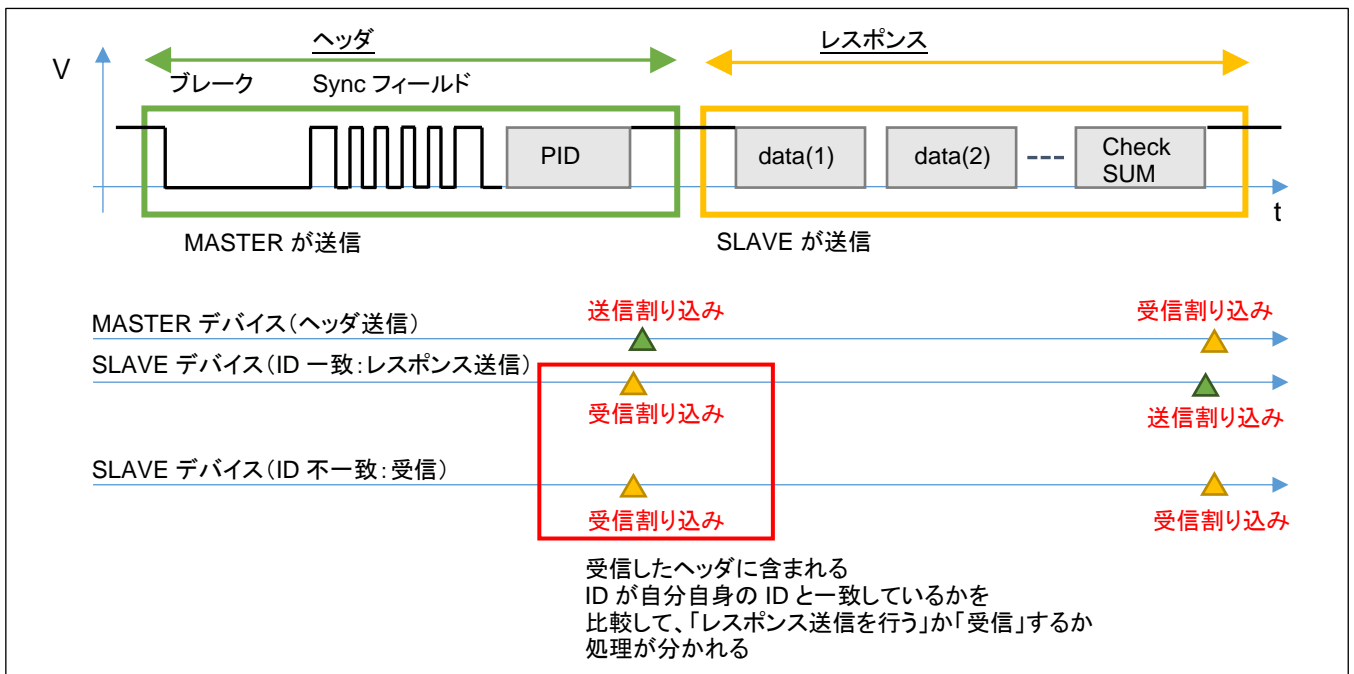 ヘッダ
レスポンス
V
ブレーク
Sync フィールド
PID
data(1)
data(2)
Check
SUM
t
MASTER が送信
SLAVE が送信
送信割り込み
受信割り込み
MASTER デバイス(ヘッダ送信)
SLAVE デバイス(ID 一致:レスポンス送信)
受信割り込み
送信割り込み
SLAVE デバイス(ID 不一致:受信)
受信割り込み
受信割り込み
受信したヘッダに含まれる
ID が自分自身の ID と一致しているかを
比較して、「レスポンス送信を行う」か「受信」するか
処理が分かれる